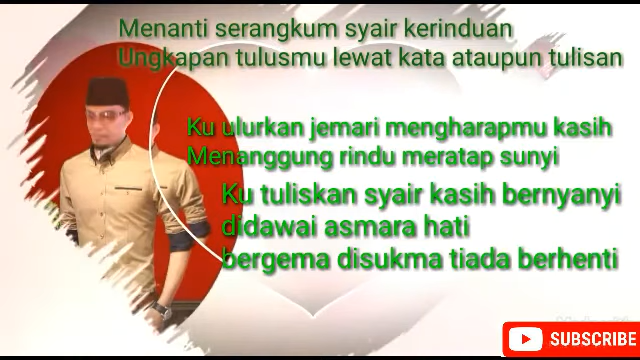 Menanti serangkum syair kerinduan
Ungkapan tulusmu lewat kata ataupun tulisan
Ku ulurkan jemari mengharapmu kasih
Menanggung rindu meratap sunyi
Ku tuliskan syair kasih bernyanyi
didawai asmara hati
bergema disukma tiada berhenti
SUBSCRIBE